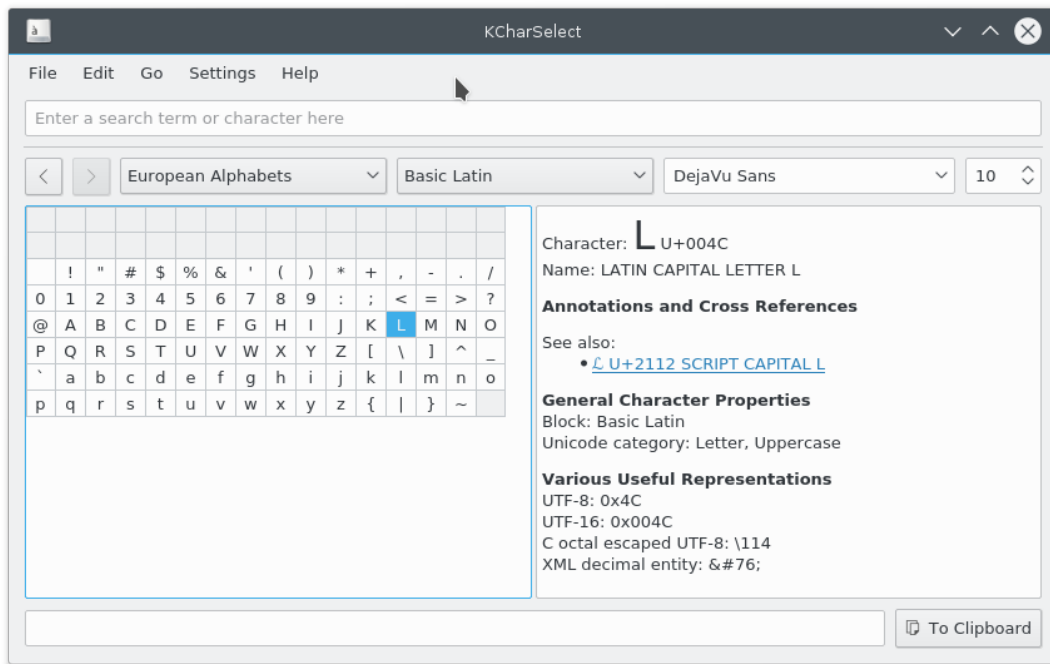 KCharSelect
File Edit Go Settings Help
Enter a search term or character here
European Alphabets Basic Latin DejaVu Sans 10
! " # $ % & ' ( ) * + , - . /
0 1 2 3 4 5 6 7 8 9 : ; < = > ?
@ A B C D E F G H I J K L M N O
P Q R S T U V W X Y Z [ \ ] ^ _
` a b c d e f g h i j k l m n o
p q r s t u v w x y z { | } ~
Character: L U+004C
Name: LATIN CAPITAL LETTER L
Annotations and Cross References
See also:
• ℒ U+2112 SCRIPT CAPITAL L
General Character Properties
Block: Basic Latin
Unicode category: Letter, Uppercase
Various Useful Representations
UTF-8: 0x4C
UTF-16: 0x004C
C octal escaped UTF-8: \114
XML decimal entity: &#76;
To Clipboard